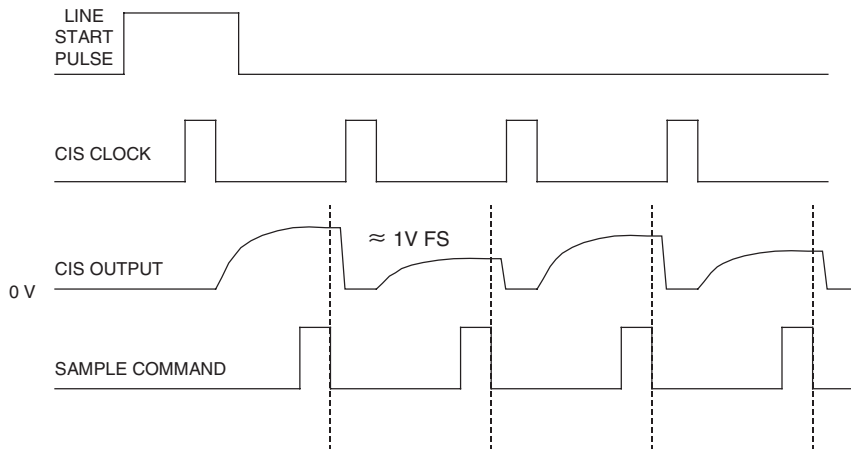 LINE
START
PULSE
CIS CLOCK
≈ 1V FS
CIS OUTPUT
0 V
SAMPLE COMMAND